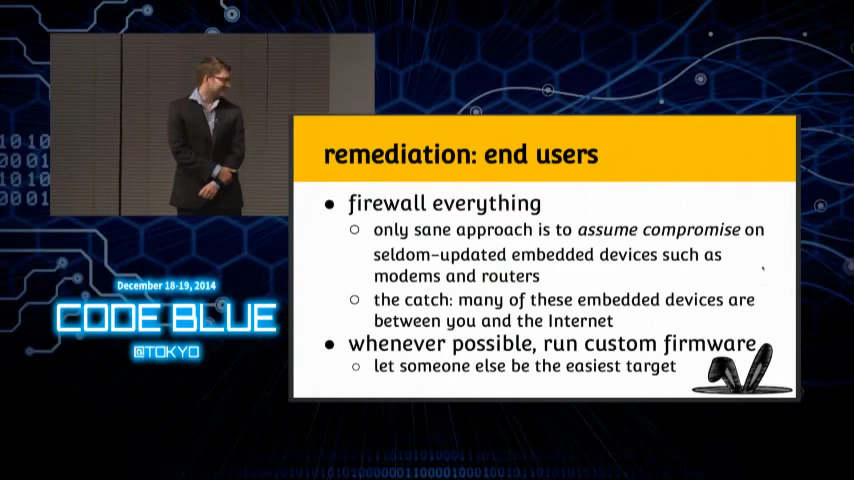 December 18-19, 2014
CODE BLUE
@TOKYO
remediation: end users
● firewall everything
○ only sane approach is to assume compromise on
seldom-updated embedded devices such as
modems and routers
○ the catch: many of these embedded devices are
between you and the Internet
● whenever possible, run custom firmware
○ let someone else be the easiest target